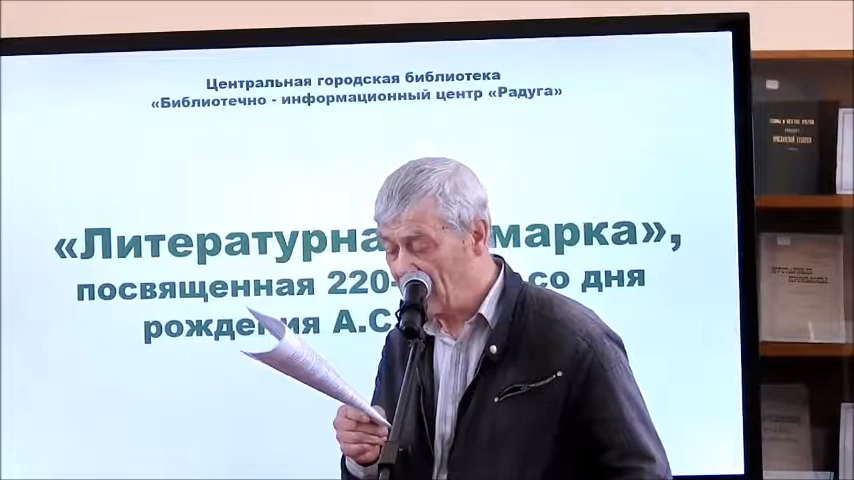 Центральная городская библиотека
«Библиотечно - информационный центр «Радуга»
«Литературна марка»,
посвященная 220- со дня
рождения А.С.